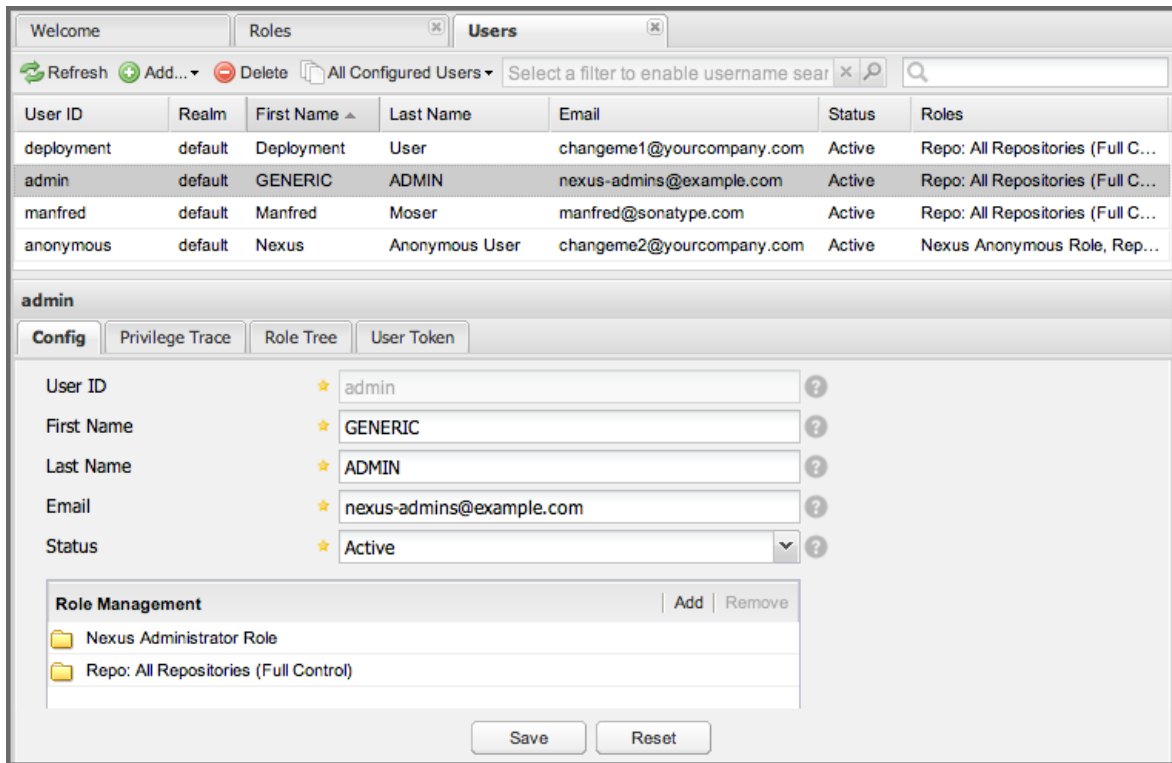 Welcome Roles Users
Refresh Add... Delete All Configured Users Select a filter to enable username sear
User ID Realm First Name Last Name Email Status Roles
deployment default Deployment User changeme1@yourcompany.com Active Repo: All Repositories (Full C...
admin default GENERIC ADMIN nexus-admins@example.com Active Repo: All Repositories (Full C...
manfred default Manfred Moser manfred@sonatype.com Active Repo: All Repositories (Full C...
anonymous default Nexus Anonymous User changeme2@yourcompany.com Active Nexus Anonymous Role, Rep...
admin
Config Privilege Trace Role Tree User Token
User ID admin
First Name GENERIC
Last Name ADMIN
Email nexus-admins@example.com
Status Active
Role Management Add Remove
Nexus Administrator Role
Repo: All Repositories (Full Control)
Save Reset